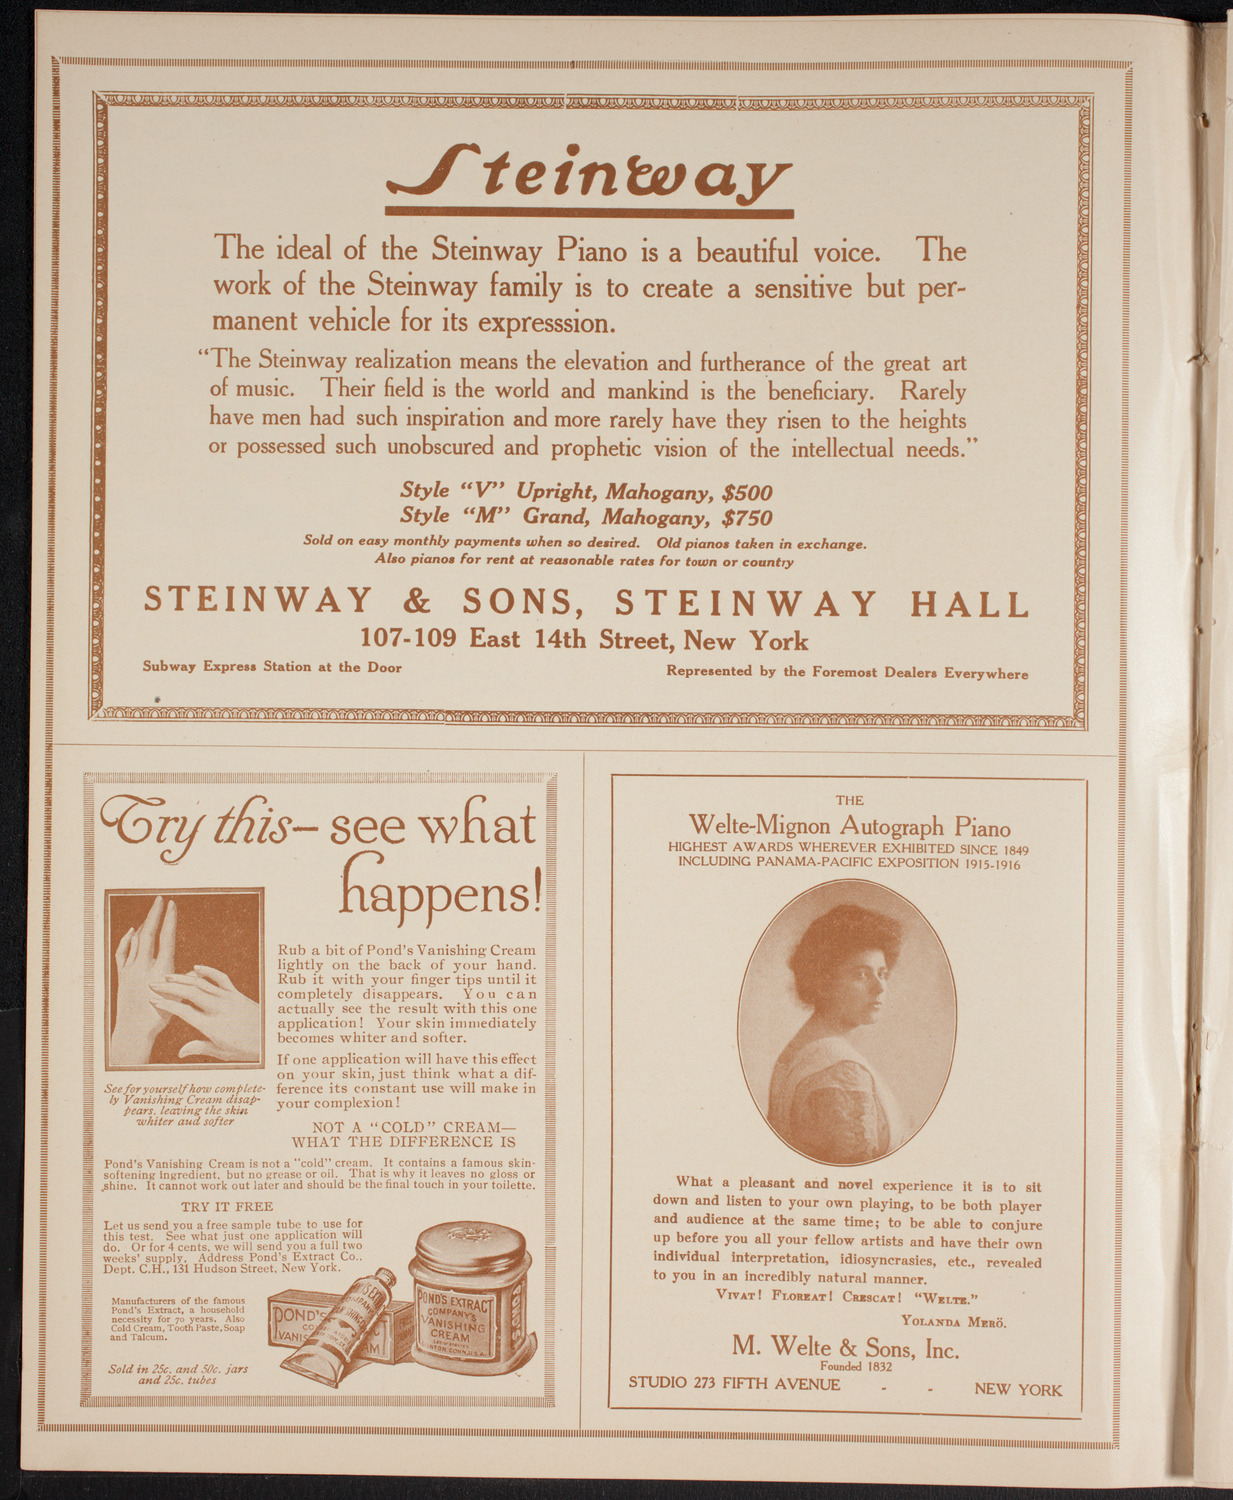 Steinway
The ideal of the Steinway Piano is a beautiful voice. The
work of the Steinway family is to create a sensitive but per-
manent vehicle for its expresssion.
“The Steinway realization means the elevation and furtherance of the great art
of music. Their field is the world and mankind is the beneficiary. Rarely
have men had such inspiration and more rarely have they risen to the heights
or possessed such unobscured and prophetic vision of the intellectual needs.”
Style “V” Upright, Mahogany, $500
Style “M” Grand, Mahogany, $750
Sold on easy monthly payments when so desired. Old pianos taken in exchange.
Also pianos for rent at reasonable rates for town or country
STEINWAY & SONS, STEINWAY HALL
107-109 East 14th Street, New York
Subway Express Station at the Door
Represented by the Foremost Dealers Everywhere
Try this— see what
happens!
Rub a bit of Pond's Vanishing Cream
lightly on the back of your hand.
Rub it with your finger tips until it
completely disappears. You can
actually see the result with this one
application! Your skin immediately
becomes whiter and softer.
If one application will have this effect
on your skin, just think what a dif-
ference its constant use will make in
your complexion!
See for yourself how complete-
ly Vanishing Cream disap-
pears, leaving the skin
whiter and softer
NOT A “COLD” CREAM—
WHAT THE DIFFERENCE IS
Pond's Vanishing Cream is not a "cold" cream. It contains a famous skin-
softening ingredient, but no grease or oil. That is why it leaves no gloss or
shine. It cannot work out later and should be the final touch in your toilette.
TRY IT FREE
Let us send you a free sample tube to use for
this test. See what just one application will
do. Or for 4 cents, we will send you a full two
weeks' supply. Address Pond's Extract Co.,
Dept. C.H., 131 Hudson Street, New York.
Manufacturers of the famous
Pond's Extract, a household
necessity for 70 years. Also
Cold Cream, Tooth Paste, Soap
and Talcum.
Sold in 25c. and 50c. jars
and 25c. tubes
POND'S
CO
VANIS
AM
POND'S EXTRACT
COMPANY'S
VANISHING
CREAM
THE
Welte-Mignon Autograph Piano
HIGHEST AWARDS WHEREVER EXHIBITED SINCE 1849
INCLUDING PANAMA-PACIFIC EXPOSITION 1915-1916
What a pleasant and novel experience it is to sit
down and listen to your own playing, to be both player
and audience at the same time; to be able to conjure
up before you all your fellow artists and have their own
individual interpretation, idiosyncrasies, etc., revealed
to you in an incredibly natural manner.
VIVAT! FLOREAT! CRESCAT! “WELTE.”
YOLANDA MERÖ.
M. Welte & Sons, Inc.
Founded 1832
STUDIO 273 FIFTH AVENUE - - NEW YORK